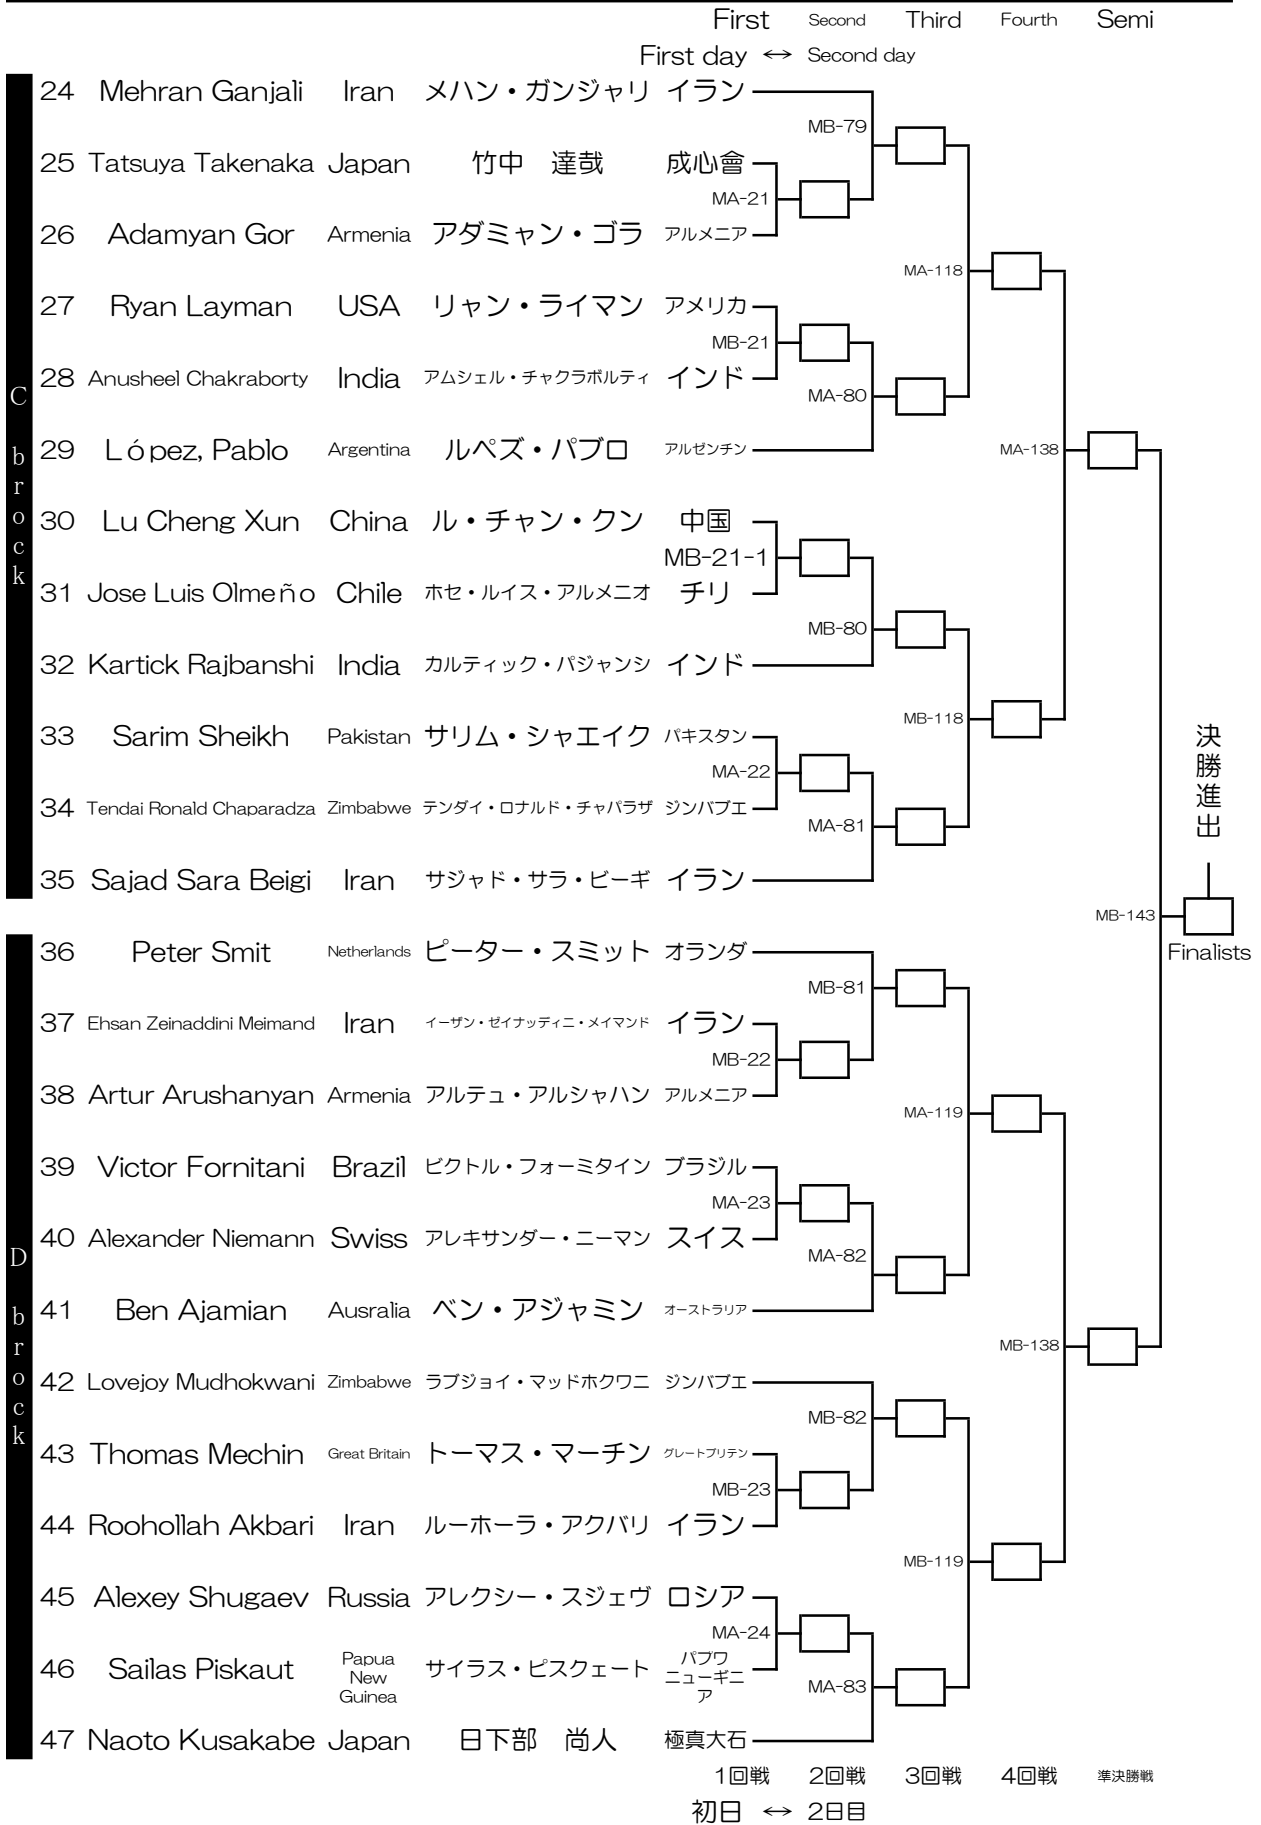 First Second Third Fourth Semi
First day ↔ Second day
24 Mehran Ganjali Iran メハン・ガンジャリ イラン
MB-79
25 Tatsuya Takenaka Japan 竹中 達哉 成心會
MA-21
26 Adamyan Gor Armenia アダミャン・ゴラ アルメニア
MA-118
27 Ryan Layman USA リャン・ライマン アメリカ
MB-21
28 Anusheel Chakraborty India アムシェル・チャクラボルティ インド
MA-80
29 López, Pablo Argentina ルペズ・パブロ アルゼンチン
MA-138
30 Lu Cheng Xun China ル・チャン・クン 中国
MB-21-1
31 Jose Luis Olmeño Chile ホセ・ルイス・アルメニオ チリ
MB-80
32 Kartick Rajbanshi India カルティック・パジャンシ インド
MB-118
33 Sarim Sheikh Pakistan サリム・シャエイク パキスタン
MA-22
34 Tendai Ronald Chaparadza Zimbabwe テンダイ・ロナルド・チャパラザ ジンバブエ
MA-81
35 Sajad Sara Beigi Iran サジャド・サラ・ビーギ イラン
C brock
決勝進出
MB-143
Finalists
36 Peter Smit Netherlands ピーター・スミット オランダ
MB-81
37 Ehsan Zeinaddini Meimand Iran イーザン・ゼイナッディニ・メイマンド イラン
MB-22
38 Artur Arushanyan Armenia アルテュ・アルシャハン アルメニア
MA-119
39 Victor Fornitani Brazil ビクトル・フォーミタイン ブラジル
MA-23
40 Alexander Niemann Swiss アレキサンダー・ニーマン スイス
MA-82
41 Ben Ajamian Ausralia ベン・アジャミン オーストラリア
MB-138
42 Lovejoy Mudhokwani Zimbabwe ラブジョイ・マッドホクワニ ジンバブエ
MB-82
43 Thomas Mechin Great Britain トーマス・マーチン グレートブリテン
MB-23
44 Roohollah Akbari Iran ルーホーラ・アクバリ イラン
MB-119
45 Alexey Shugaev Russia アレクシー・スジェヴ ロシア
MA-24
46 Sailas Piskaut Papua New Guinea サイラス・ピスクェート パプワニューギニア
MA-83
47 Naoto Kusakabe Japan 日下部 尚人 極真大石
D brock
1回戦 2回戦 3回戦 4回戦 準決勝戦
初日 ↔ 2日目